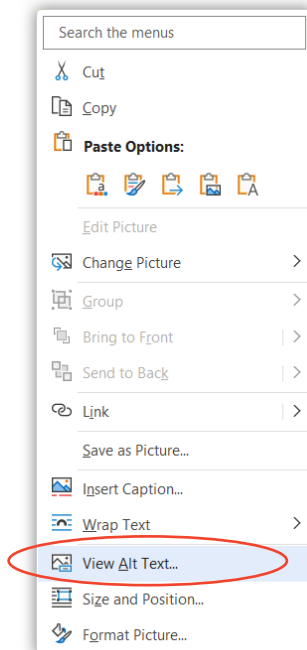 Search the menus
Cut
Copy
Paste Options:
Edit Picture
Change Picture
Group
Bring to Front
Send to Back
Link
Save as Picture...
Insert Caption...
Wrap Text
View Alt Text...
Size and Position...
Format Picture...